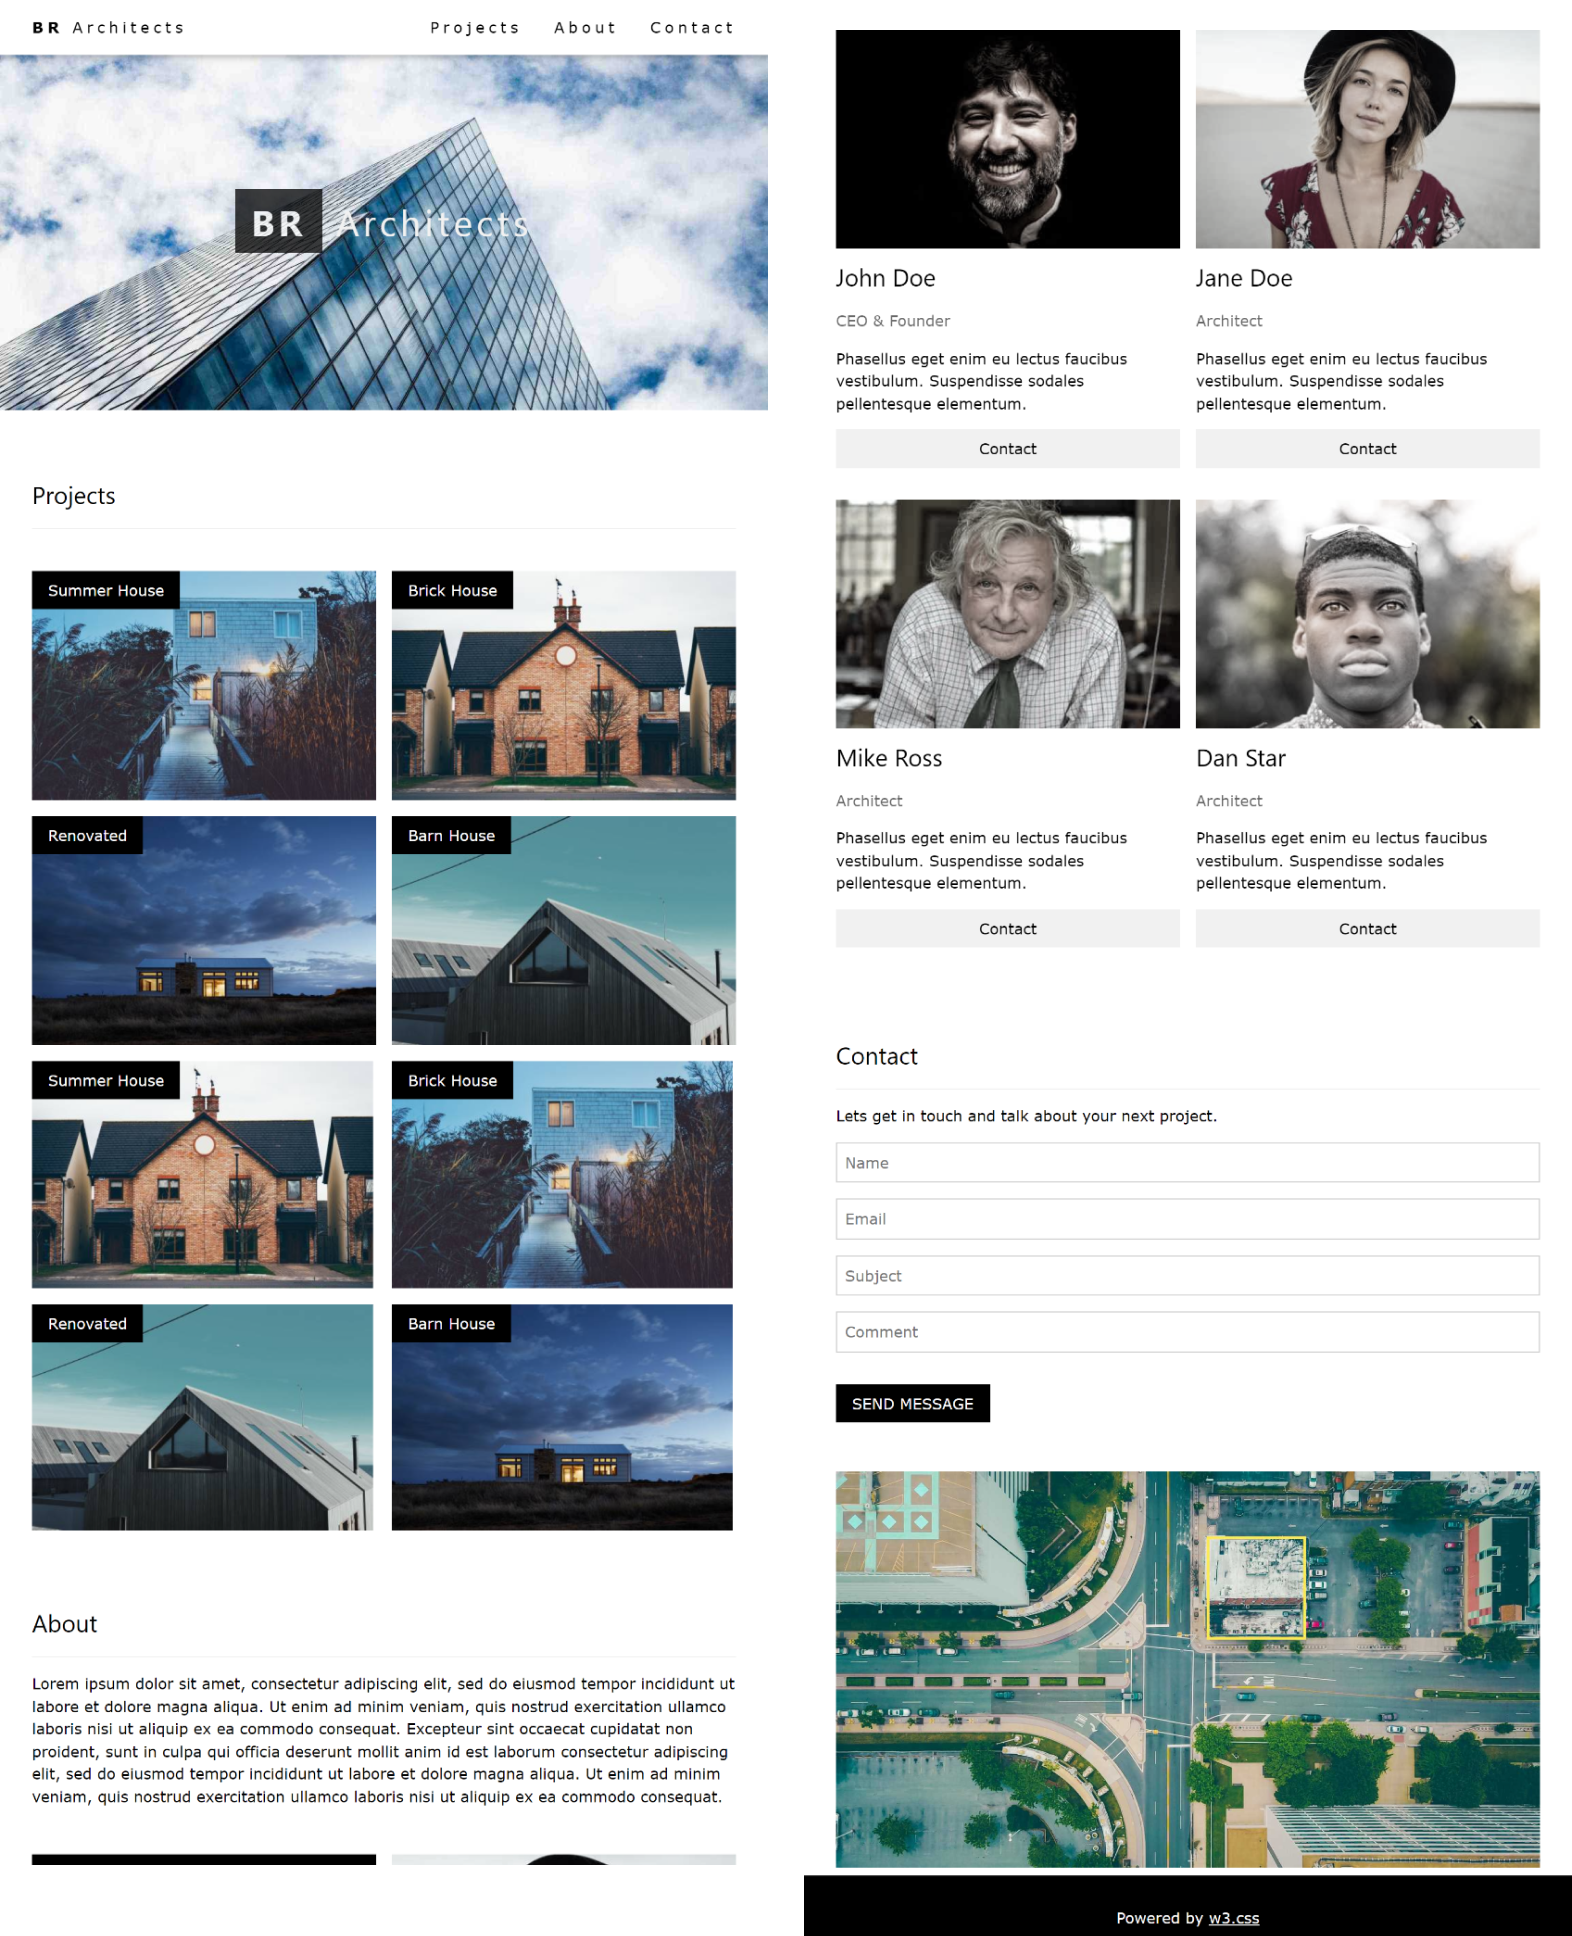 BR Architects
Projects About Contact
BR Architects
Projects
Summer House
Brick House
Renovated
Barn House
Summer House
Brick House
Renovated
Barn House
About
Lorem ipsum dolor sit amet, consectetur adipiscing elit, sed do eiusmod tempor incididunt ut
labore et dolore magna aliqua. Ut enim ad minim veniam, quis nostrud exercitation ullamco
laboris nisi ut aliquip ex ea commodo consequat. Excepteur sint occaecat cupidatat non
proident, sunt in culpa qui officia deserunt mollit anim id est laborum consectetur adipiscing
elit, sed do eiusmod tempor incididunt ut labore et dolore magna aliqua. Ut enim ad minim
veniam, quis nostrud exercitation ullamco laboris nisi ut aliquip ex ea commodo consequat.
John Doe
CEO & Founder
Phasellus eget enim eu lectus faucibus
vestibulum. Suspendisse sodales
pellentesque elementum.
Contact
Jane Doe
Architect
Phasellus eget enim eu lectus faucibus
vestibulum. Suspendisse sodales
pellentesque elementum.
Contact
Mike Ross
Architect
Phasellus eget enim eu lectus faucibus
vestibulum. Suspendisse sodales
pellentesque elementum.
Contact
Dan Star
Architect
Phasellus eget enim eu lectus faucibus
vestibulum. Suspendisse sodales
pellentesque elementum.
Contact
Contact
Lets get in touch and talk about your next project.
Name
Email
Subject
Comment
SEND MESSAGE
Powered by w3.css